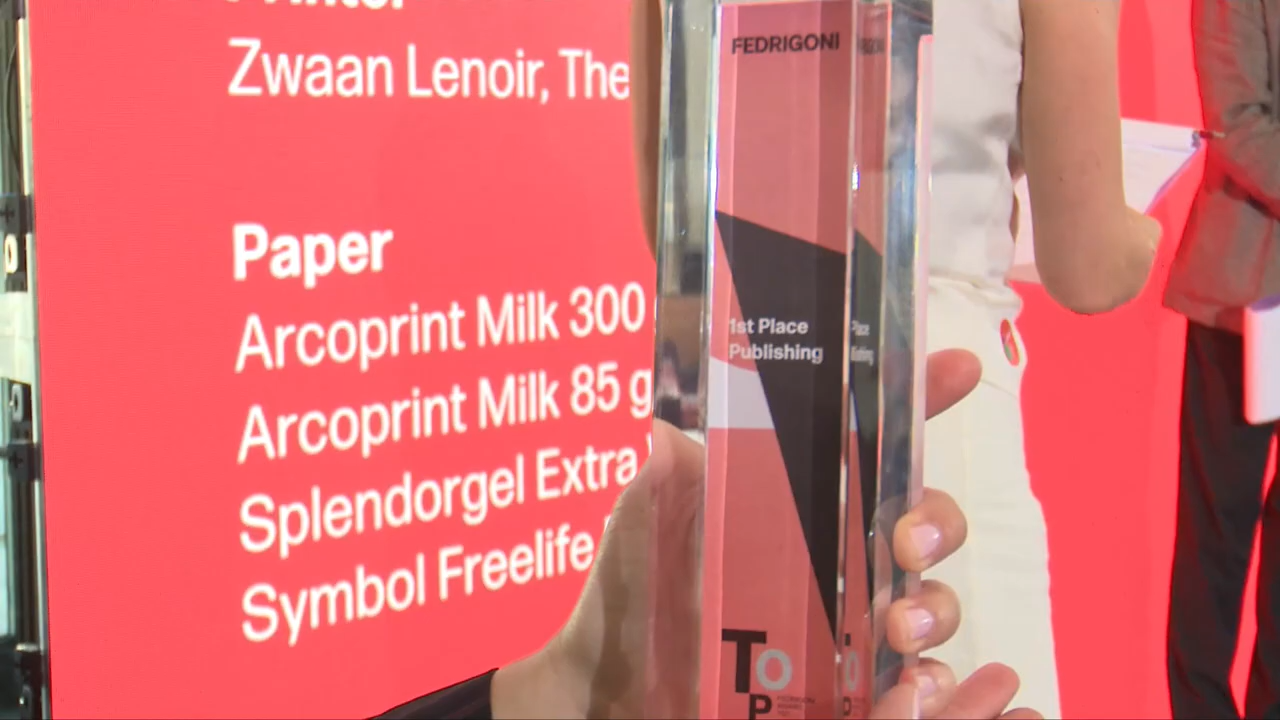 Printer
Zwaan Lenoir, The
Paper
Arcoprint Milk 300
Arcoprint Milk 85 g
Splendorgel Extra
Symbol Freelife
FEDRIGONI
1st Place
Publishing
ToP